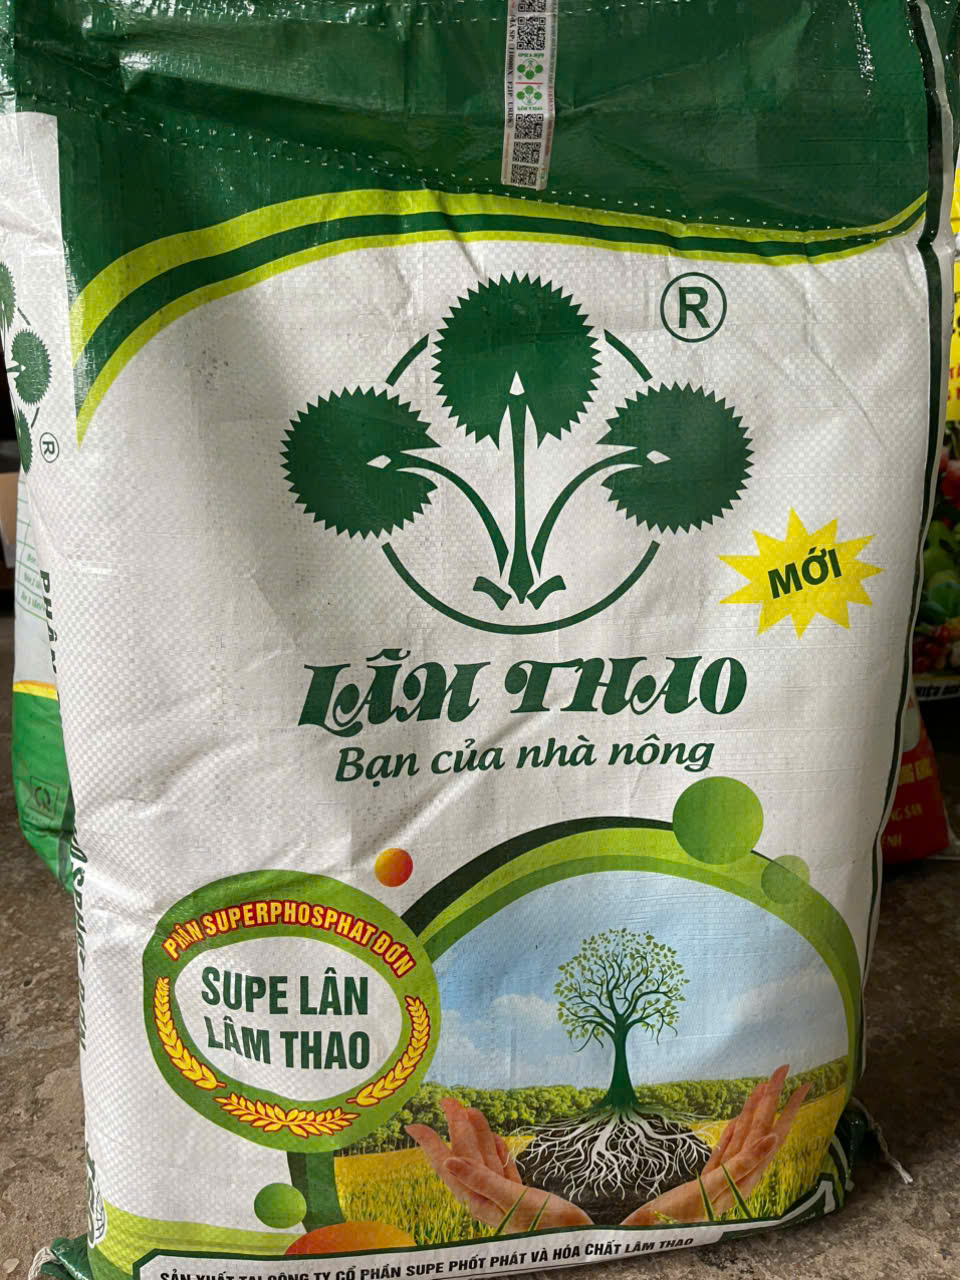 ®
MỚI
LÂM THAO
Bạn của nhà nông
PHÂN SUPERPHOSPHAT ĐƠN
SUPE LÂN
LÂM THAO
SẢN XUẤT TẠI CÔNG TY CỔ PHẦN SUPE PHỐT PHÁT VÀ HÓA CHẤT LÂM THAO
®
PHÂN